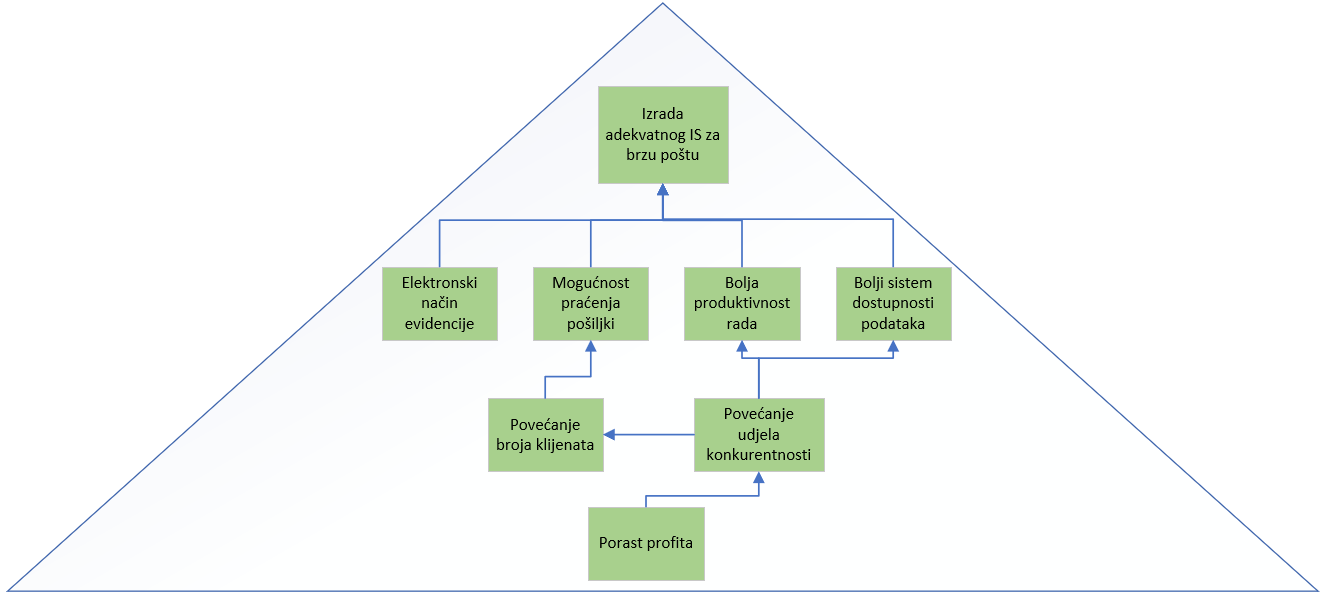 Izrada
adekvatnog IS za
brzu poštu
Elektronski
način
evidencije
Mogućnost
praćenja
pošiljki
Bolja
produktivnost
rada
Bolji sistem
dostupnosti
podataka
Povećanje
broja klijenata
Povećanje
udjela
konkurentnosti
Porast profita